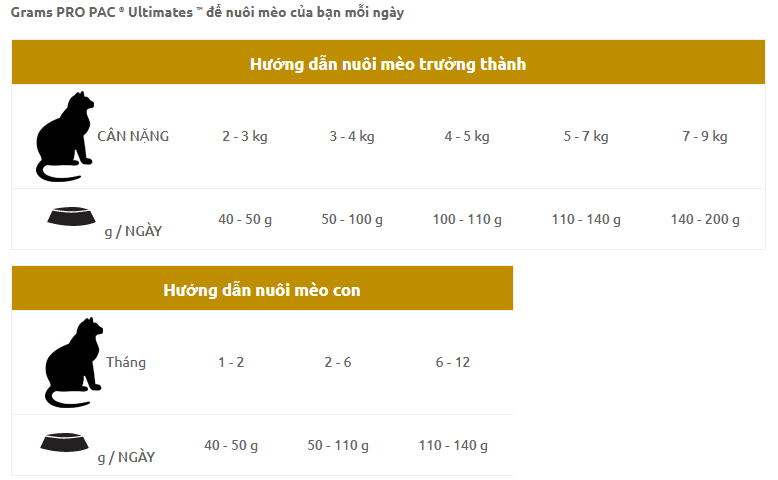 Grams PRO PAC ® Ultimates ™ để nuôi mèo của bạn mỗi ngày
Hướng dẫn nuôi mèo trưởng thành
CÂN NẶNG 2 - 3 kg 3 - 4 kg 4 - 5 kg 5 - 7 kg 7 - 9 kg
g / NGÀY 40 - 50 g 50 - 100 g 100 - 110 g 110 - 140 g 140 - 200 g
Hướng dẫn nuôi mèo con
Tháng 1 - 2 2 - 6 6 - 12
g / NGÀY 40 - 50 g 50 - 110 g 110 - 140 g